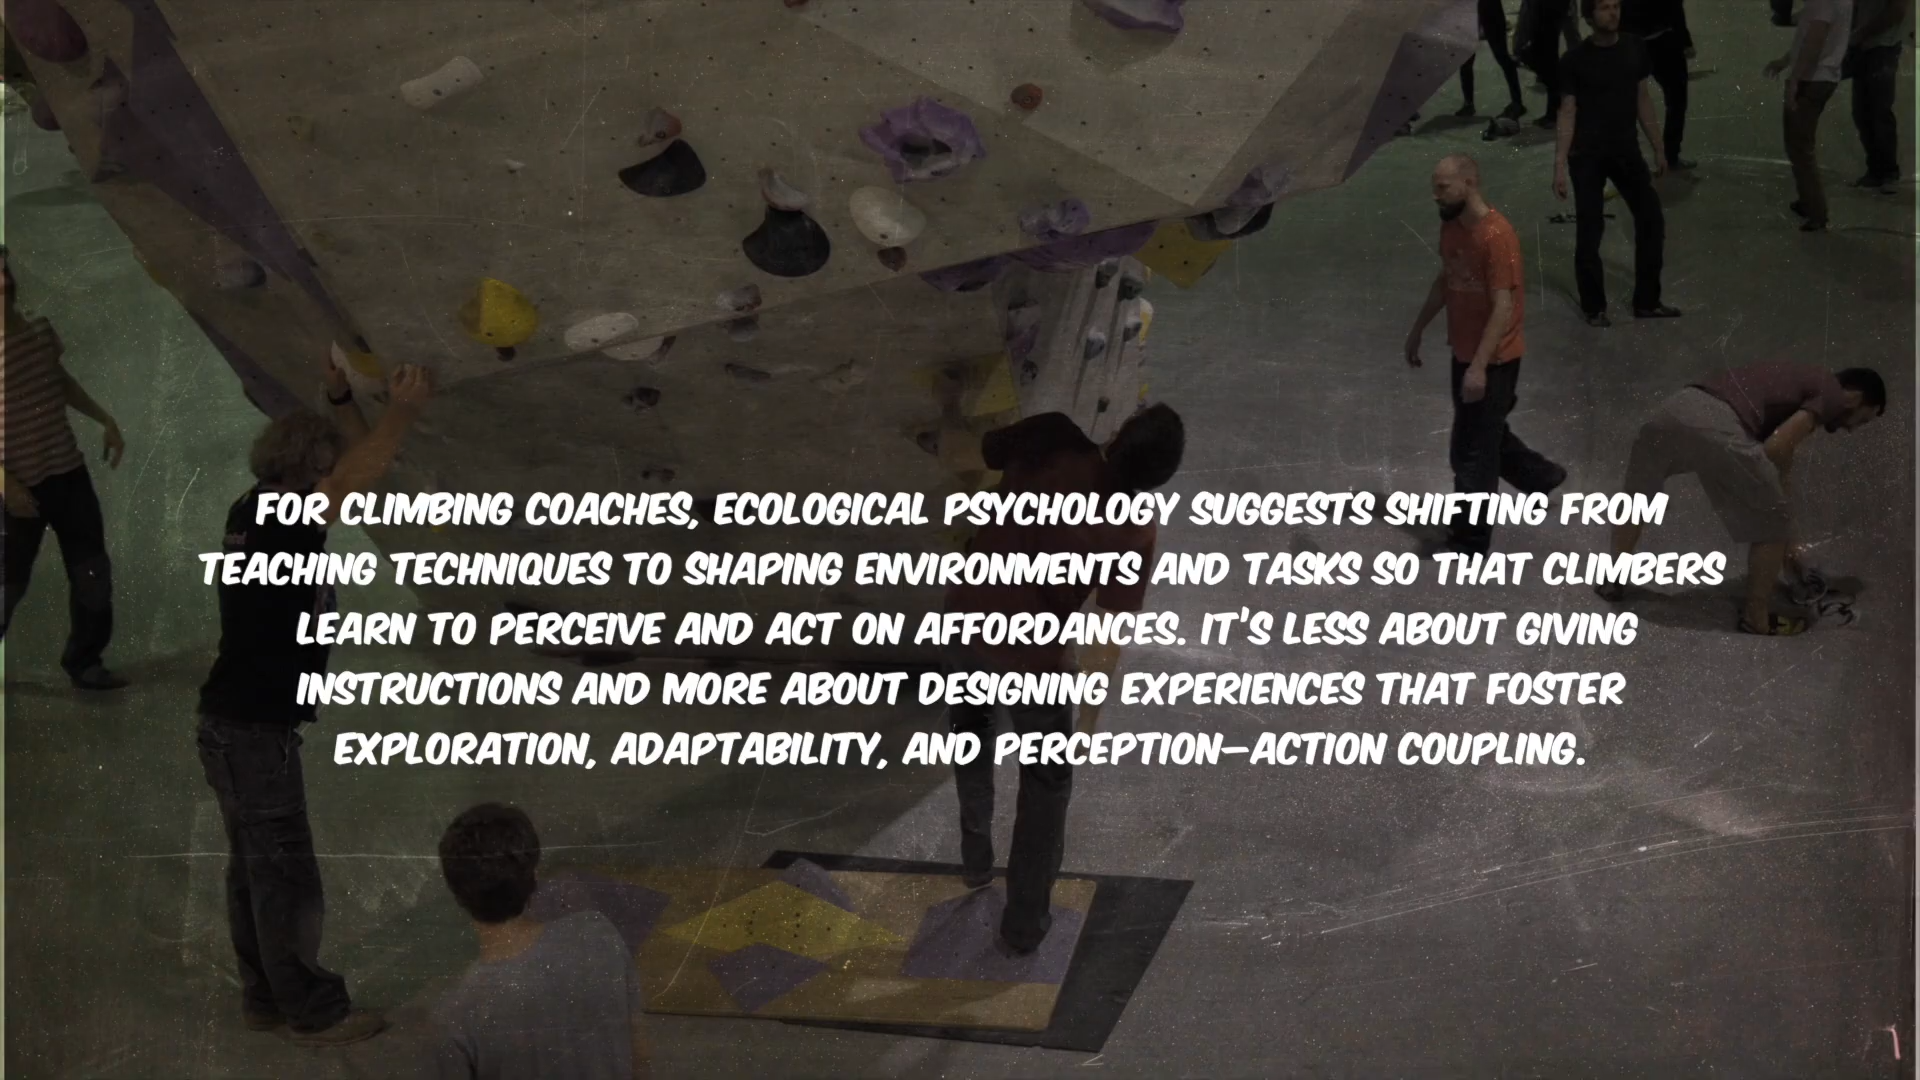 FOR CLIMBING COACHES, ECOLOGICAL PSYCHOLOGY SUGGESTS SHIFTING FROM
TEACHING TECHNIQUES TO SHAPING ENVIRONMENTS AND TASKS SO THAT CLIMBERS
LEARN TO PERCEIVE AND ACT ON AFFORDANCES. IT'S LESS ABOUT GIVING
INSTRUCTIONS AND MORE ABOUT DESIGNING EXPERIENCES THAT FOSTER
EXPLORATION, ADAPTABILITY, AND PERCEPTION–ACTION COUPLING.